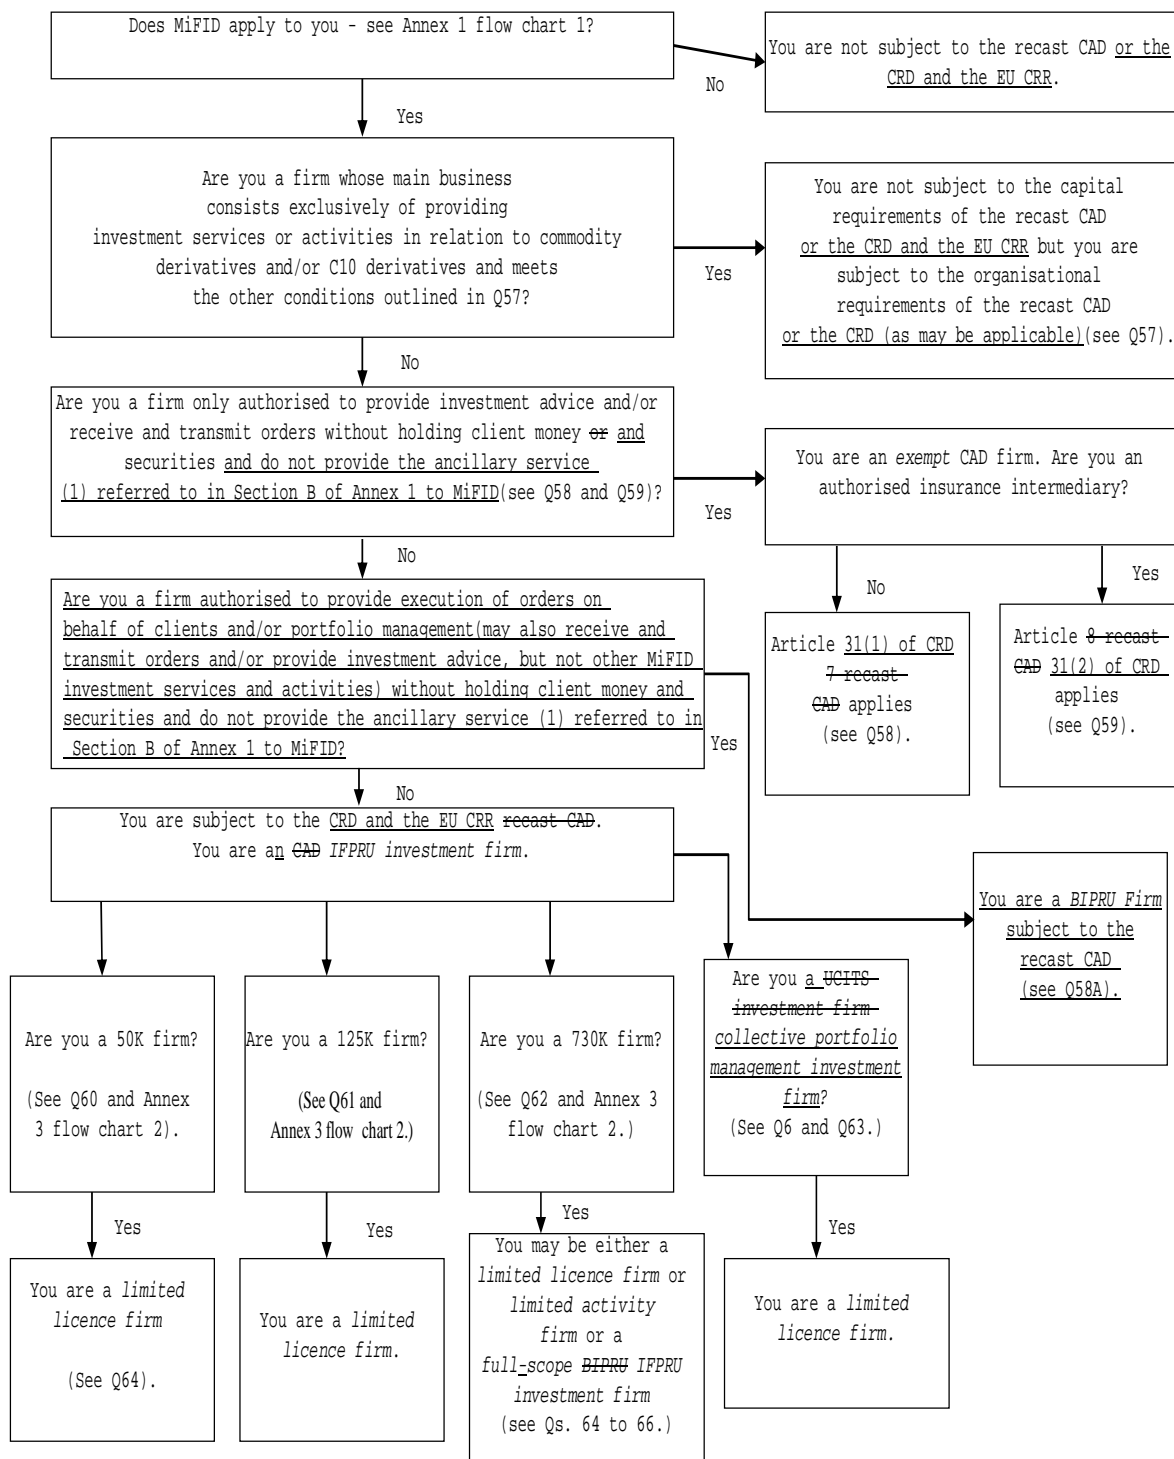 Does MiFID apply to you - see Annex 1 flow chart 1?
You are not subject to the recast CAD or the
CRD and the EU CRR.
No
Yes
Are you a firm whose main business
consists exclusively of providing
investment services or activities in relation to commodity
derivatives and/or C10 derivatives and meets
the other conditions outlined in Q57?
Yes
You are not subject to the capital
requirements of the recast CAD
or the CRD and the EU CRR but you are
subject to the organisational
requirements of the recast CAD
or the CRD (as may be applicable)(see Q57).
No
Are you a firm only authorised to provide investment advice and/or
receive and transmit orders without holding client money or and
securities and do not provide the ancillary service
(1) referred to in Section B of Annex 1 to MiFID(see Q58 and Q59)?
Yes
You are an exempt CAD firm. Are you an
authorised insurance intermediary?
No
No
Yes
Are you a firm authorised to provide execution of orders on
behalf of clients and/or portfolio management(may also receive and
transmit orders and/or provide investment advice, but not other MiFID
investment services and activities) without holding client money and
securities and do not provide the ancillary service (1) referred to in
Section B of Annex 1 to MiFID?
Yes
Article 31(1) of CRD
7 recast
CAD applies
(see Q58).
Article 8 recast
CAD 31(2) of CRD
applies
(see Q59).
No
You are subject to the CRD and the EU CRR recast CAD.
You are an CAD IFPRU investment firm.
You are a BIPRU Firm
subject to the
recast CAD
(see Q58A).
Are you a 50K firm?
(See Q60 and Annex
3 flow chart 2).
Are you a 125K firm?
(See Q61 and
Annex 3 flow chart 2.)
Are you a 730K firm?
(See Q62 and Annex 3
flow chart 2.)
Are you a UCITS
investment firm
collective portfolio
management investment
firm?
(See Q6 and Q63.)
Yes
Yes
Yes
Yes
You are a limited
licence firm
(See Q64).
You are a limited
licence firm.
You may be either a
limited licence firm or
limited activity
firm or a
full-scope BIPRU IFPRU
investment firm
(see Qs. 64 to 66.)
You are a limited
licence firm.